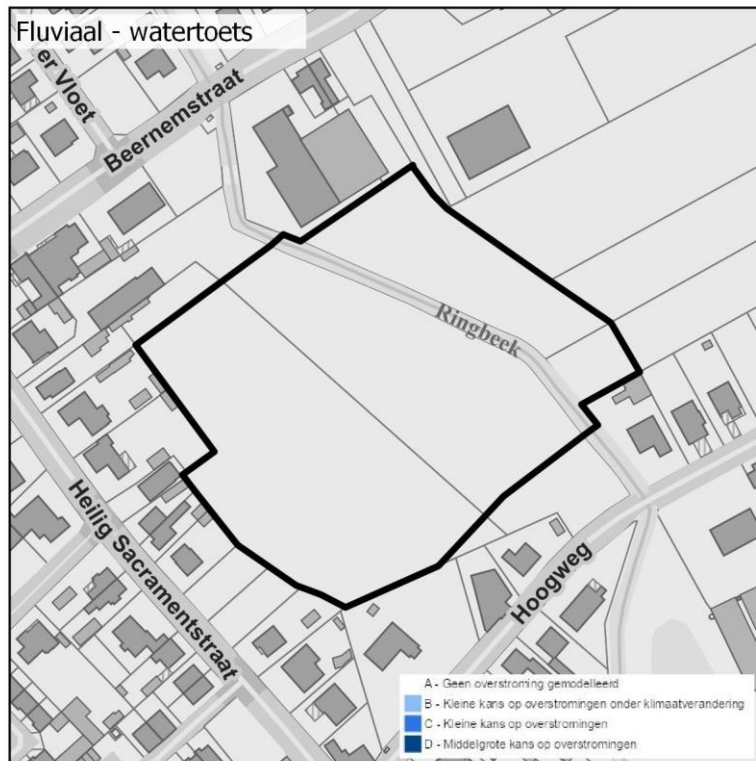 Fluviaal - watertoets
er Vloet
Beernemstraat
Ringbeek
Heilig Sacramentstraat
Hoogweg
A - Geen overstroming gemodelleerd
B - Kleine kans op overstromingen onder klimaatverandering
C - Kleine kans op overstromingen
D - Middelgrote kans op overstromingen